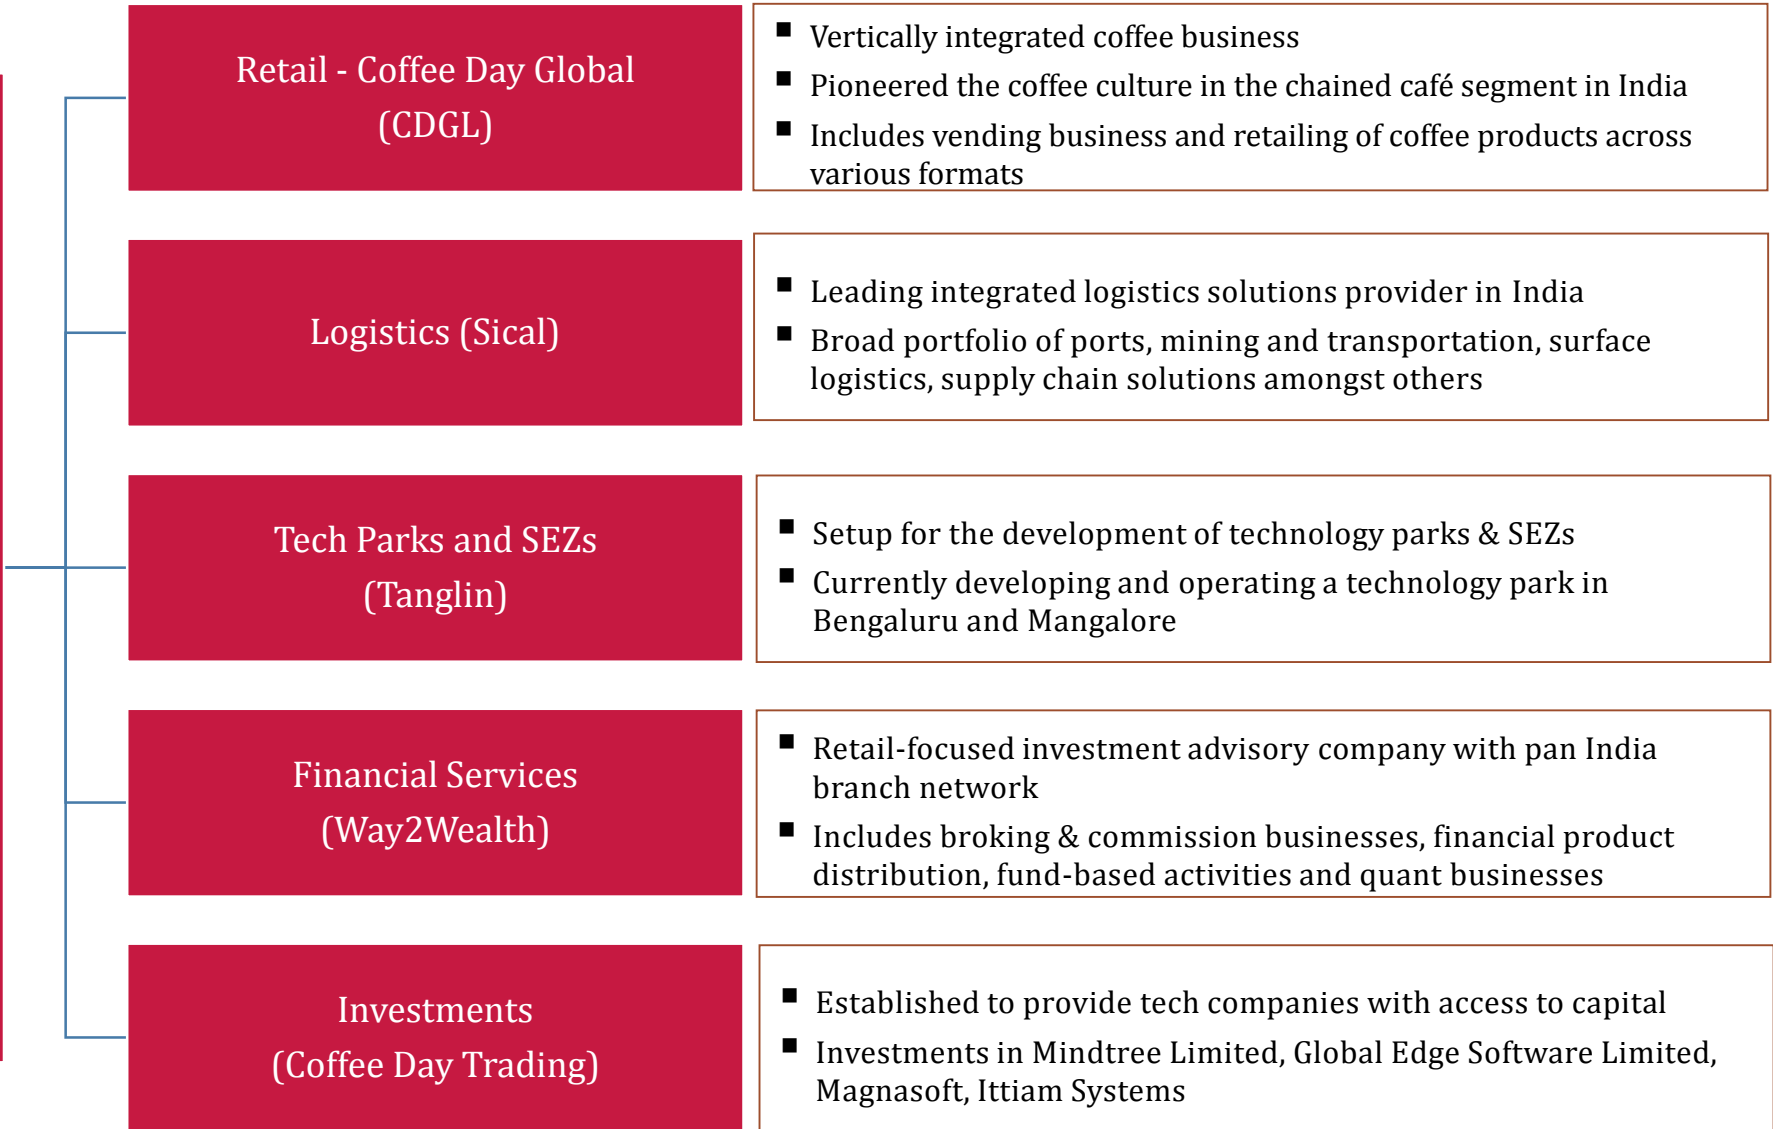 Retail - Coffee Day Global
(CDGL)
■ Vertically integrated coffee business
■ Pioneered the coffee culture in the chained café segment in India
■ Includes vending business and retailing of coffee products across
various formats
Logistics (Sical)
■ Leading integrated logistics solutions provider in India
■ Broad portfolio of ports, mining and transportation, surface
logistics, supply chain solutions amongst others
Tech Parks and SEZs
(Tanglin)
■ Setup for the development of technology parks & SEZs
■ Currently developing and operating a technology park in
Bengaluru and Mangalore
Financial Services
(Way2Wealth)
■ Retail-focused investment advisory company with pan India
branch network
■ Includes broking & commission businesses, financial product
distribution, fund-based activities and quant businesses
Investments
(Coffee Day Trading)
■ Established to provide tech companies with access to capital
■ Investments in Mindtree Limited, Global Edge Software Limited,
Magnasoft, Ittiam Systems